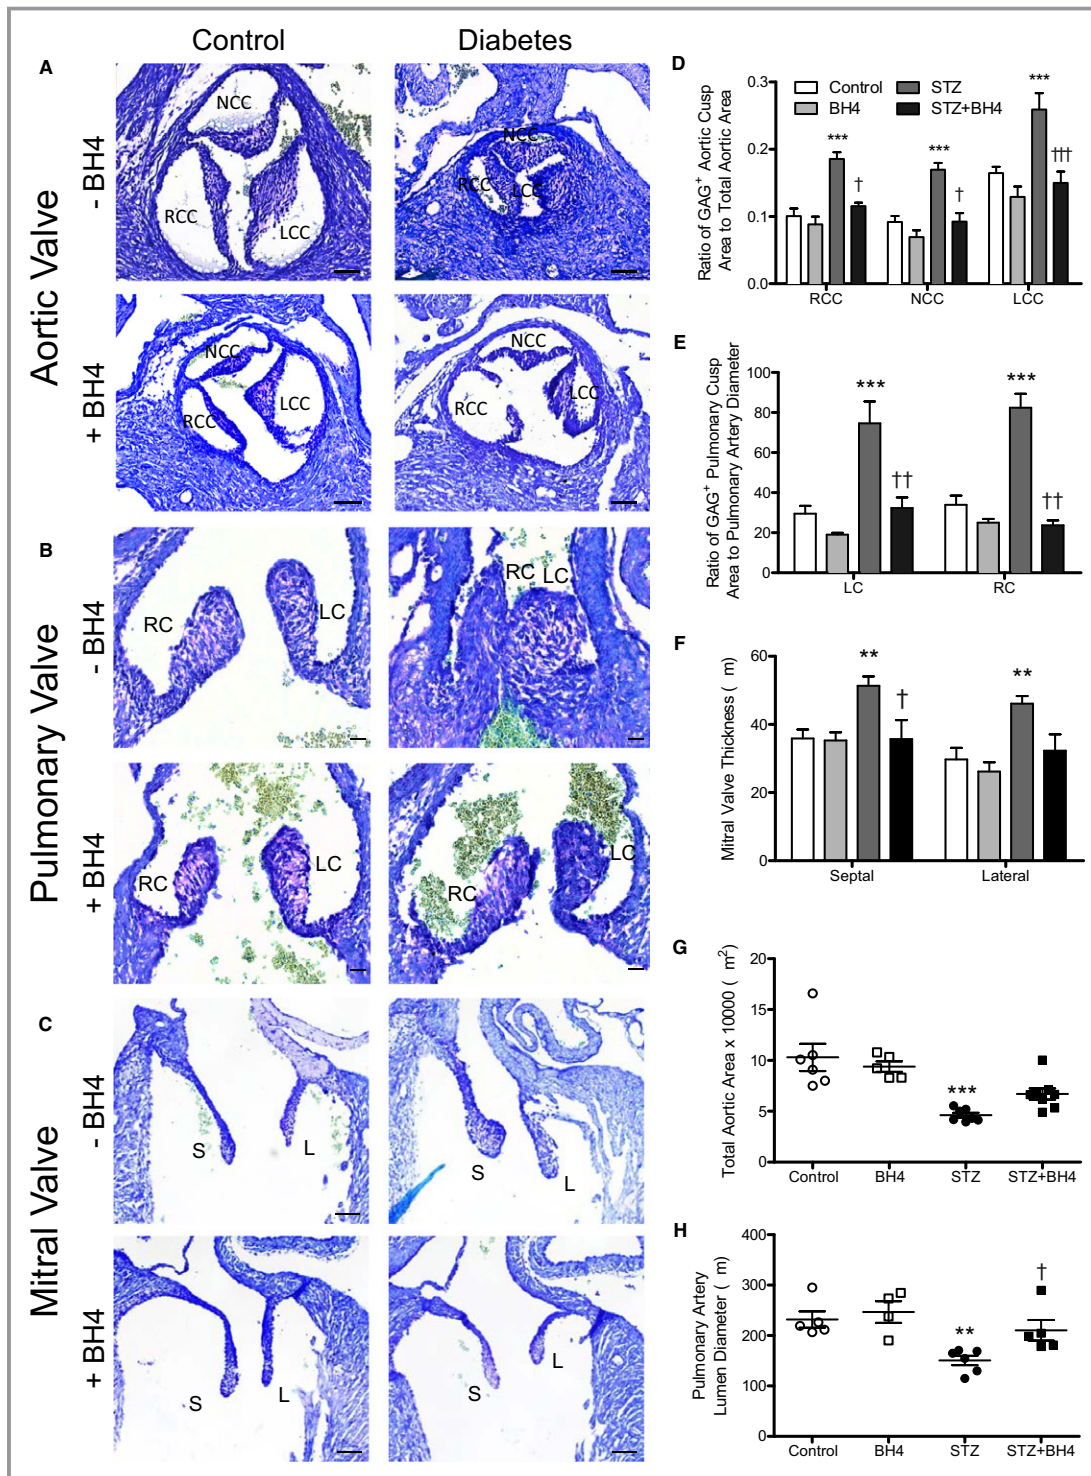 Control
Diabetes
A
Aortic Valve
- BH4
NCC
RCC
LCC
NCC
RCC
LCC
+ BH4
NCC
RCC
LCC
NCC
RCC
LCC
B
Pulmonary Valve
- BH4
RC
LC
RC LC
+ BH4
RC
LC
RC
LC
C
Mitral Valve
- BH4
S
L
S
L
+ BH4
S
L
S
L
D
Ratio of GAG+ Aortic Cusp
Area to Total Aortic Area
0.3
0.2
0.1
0.0
Control
BH4
STZ
STZ+BH4
***
†
***
†
***
†††
RCC
NCC
LCC
E
Ratio of GAG+ Pulmonary Cusp
Area to Pulmonary Artery Diameter
100
80
60
40
20
0
***
††
***
††
LC
RC
F
Mitral Valve Thickness ( m)
60
40
20
0
**
†
**
Septal
Lateral
G
Total Aortic Area x 10000 ( m²)
20
15
10
5
0
***
Control
BH4
STZ
STZ+BH4
H
Pulmonary Artery
Lumen Diameter ( m)
400
300
200
100
0
**
†
Control
BH4
STZ
STZ+BH4